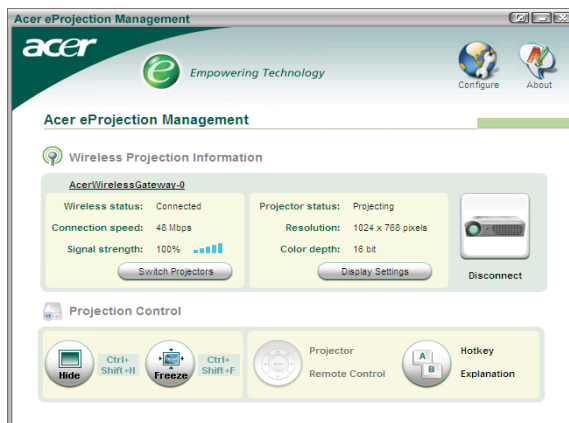 Acer eProjection Management
acer
e Empowering Technology
Configure
About
Acer eProjection Management
Wireless Projection Information
AcerWirelessGateway-0
Wireless status: Connected
Connection speed: 48 Mbps
Signal strength: 100%
Switch Projectors
Projector status: Projecting
Resolution: 1024 x 768 pixels
Color depth: 16 bit
Display Settings
Disconnect
Projection Control
Hide
Ctrl+
Shift+H
Freeze
Ctrl+
Shift+F
Projector
Remote Control
A
B
Hotkey
Explanation